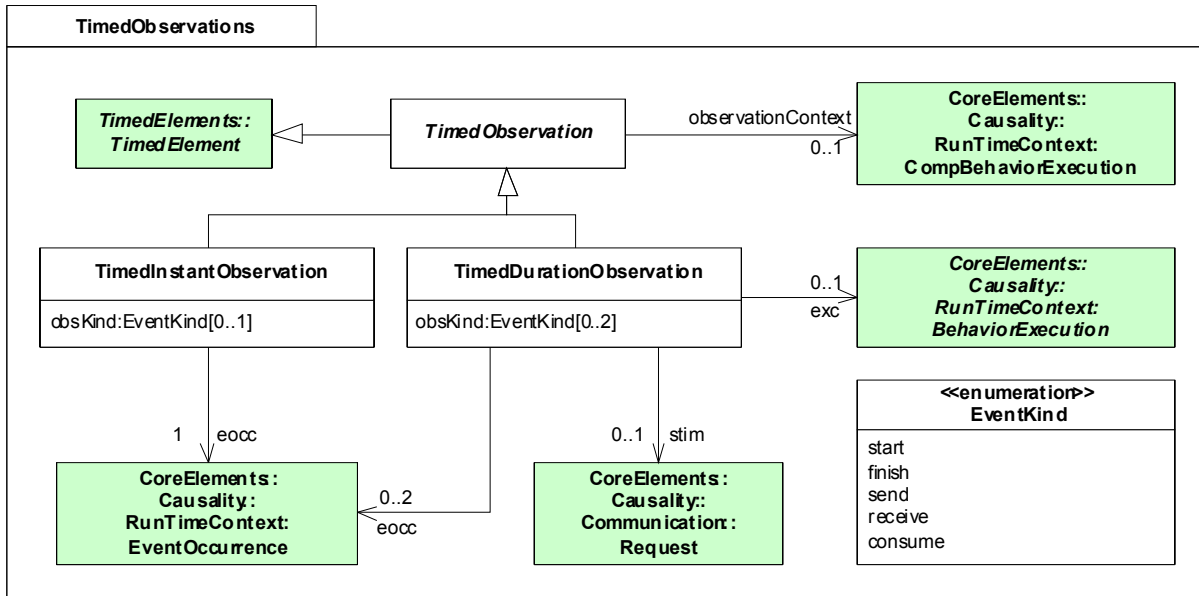 TimedObservations
TimedElements::
TimedElement
TimedObservation
observationContext
0..1
CoreElements::
Causality::
RunTimeContext:
CompBehaviorExecution
TimedInstantObservation
obsKind:EventKind[0..1]
TimedDurationObservation
obsKind:EventKind[0..2]
0..1
exc
CoreElements::
Causality::
RunTimeContext:
BehaviorExecution
1
eocc
0..2
eocc
0..1
stim
CoreElements::
Causality::
RunTimeContext:
EventOccurrence
CoreElements::
Causality::
Communication::
Request
<<enumeration>>
EventKind
start
finish
send
receive
consume